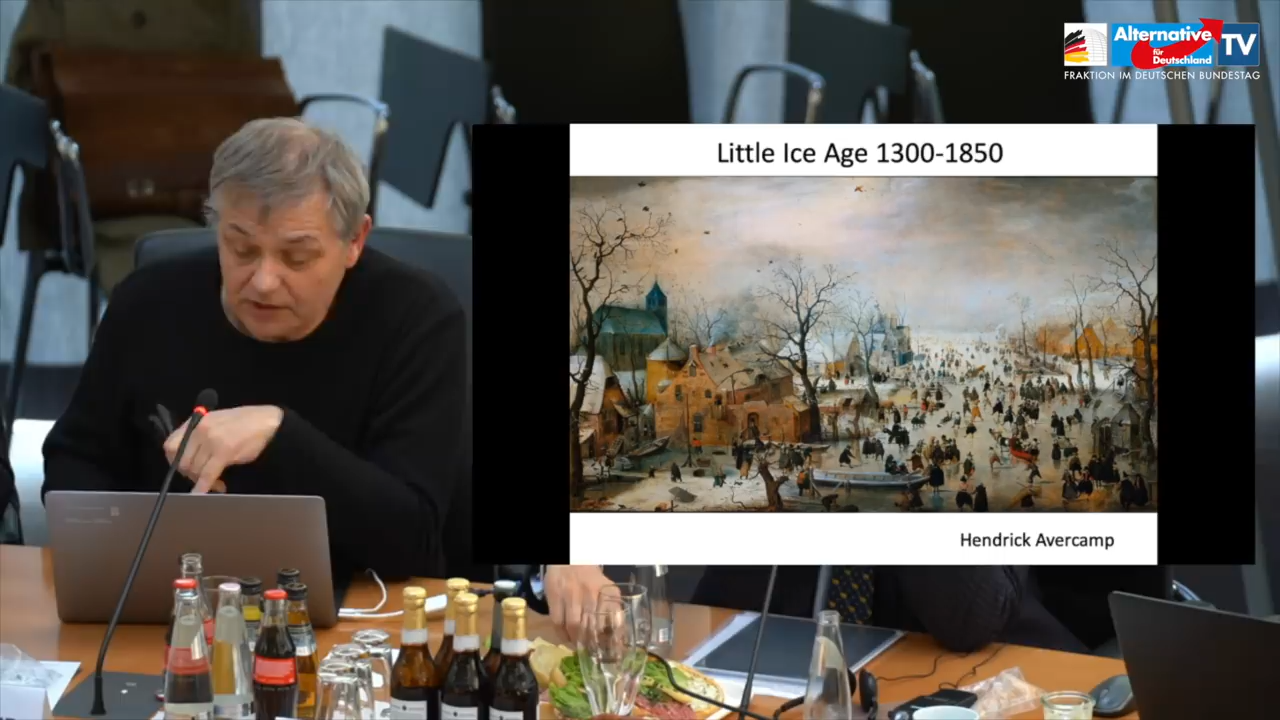 Alternative
für
Deutschland
TV
FRAKTION IM DEUTSCHEN BUNDESTAG
Little Ice Age 1300-1850
Hendrick Avercamp